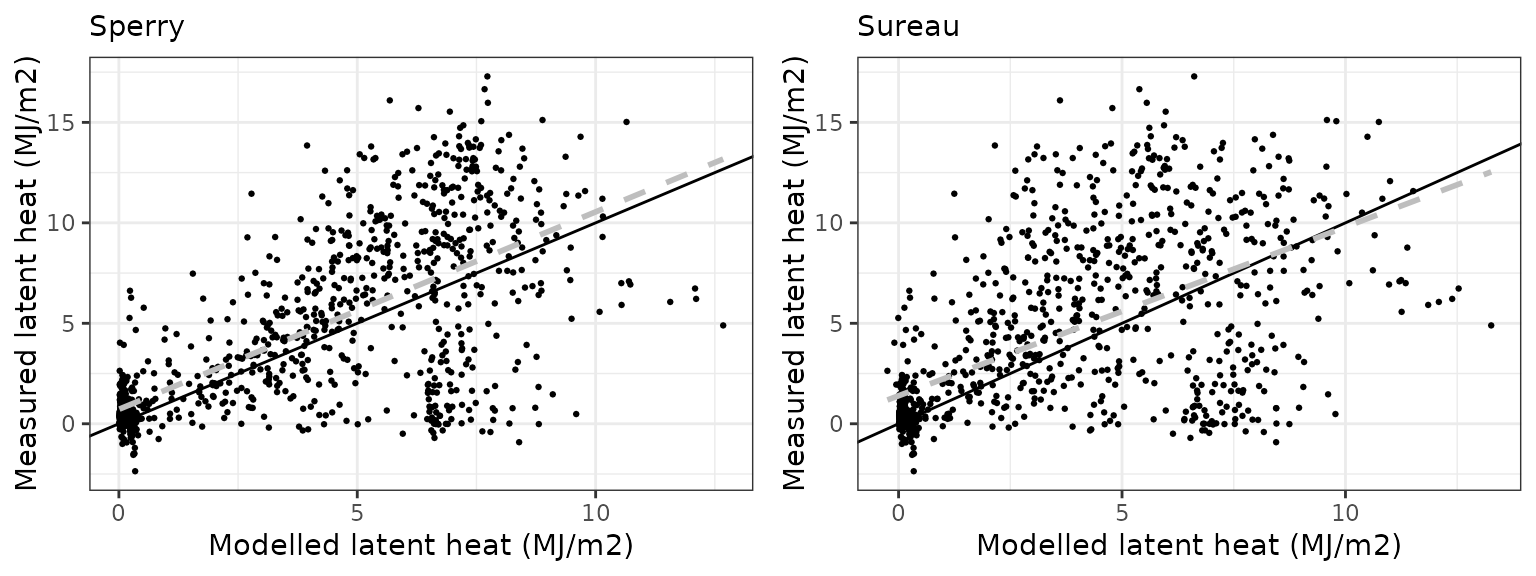 Sperry
Measured latent heat (MJ/m2)
15
10
5
0
0 5 10
Modelled latent heat (MJ/m2)
Sureau
Measured latent heat (MJ/m2)
15
10
5
0
0 5 10
Modelled latent heat (MJ/m2)